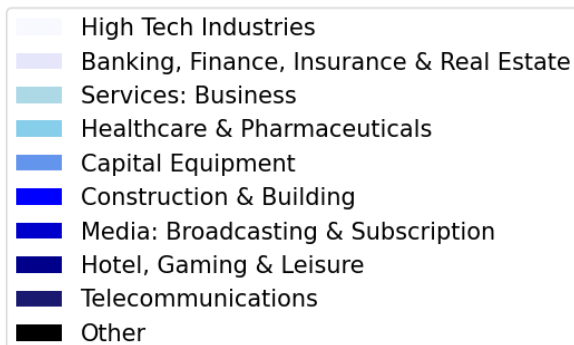 High Tech Industries
Banking, Finance, Insurance & Real Estate
Services: Business
Healthcare & Pharmaceuticals
Capital Equipment
Construction & Building
Media: Broadcasting & Subscription
Hotel, Gaming & Leisure
Telecommunications
Other